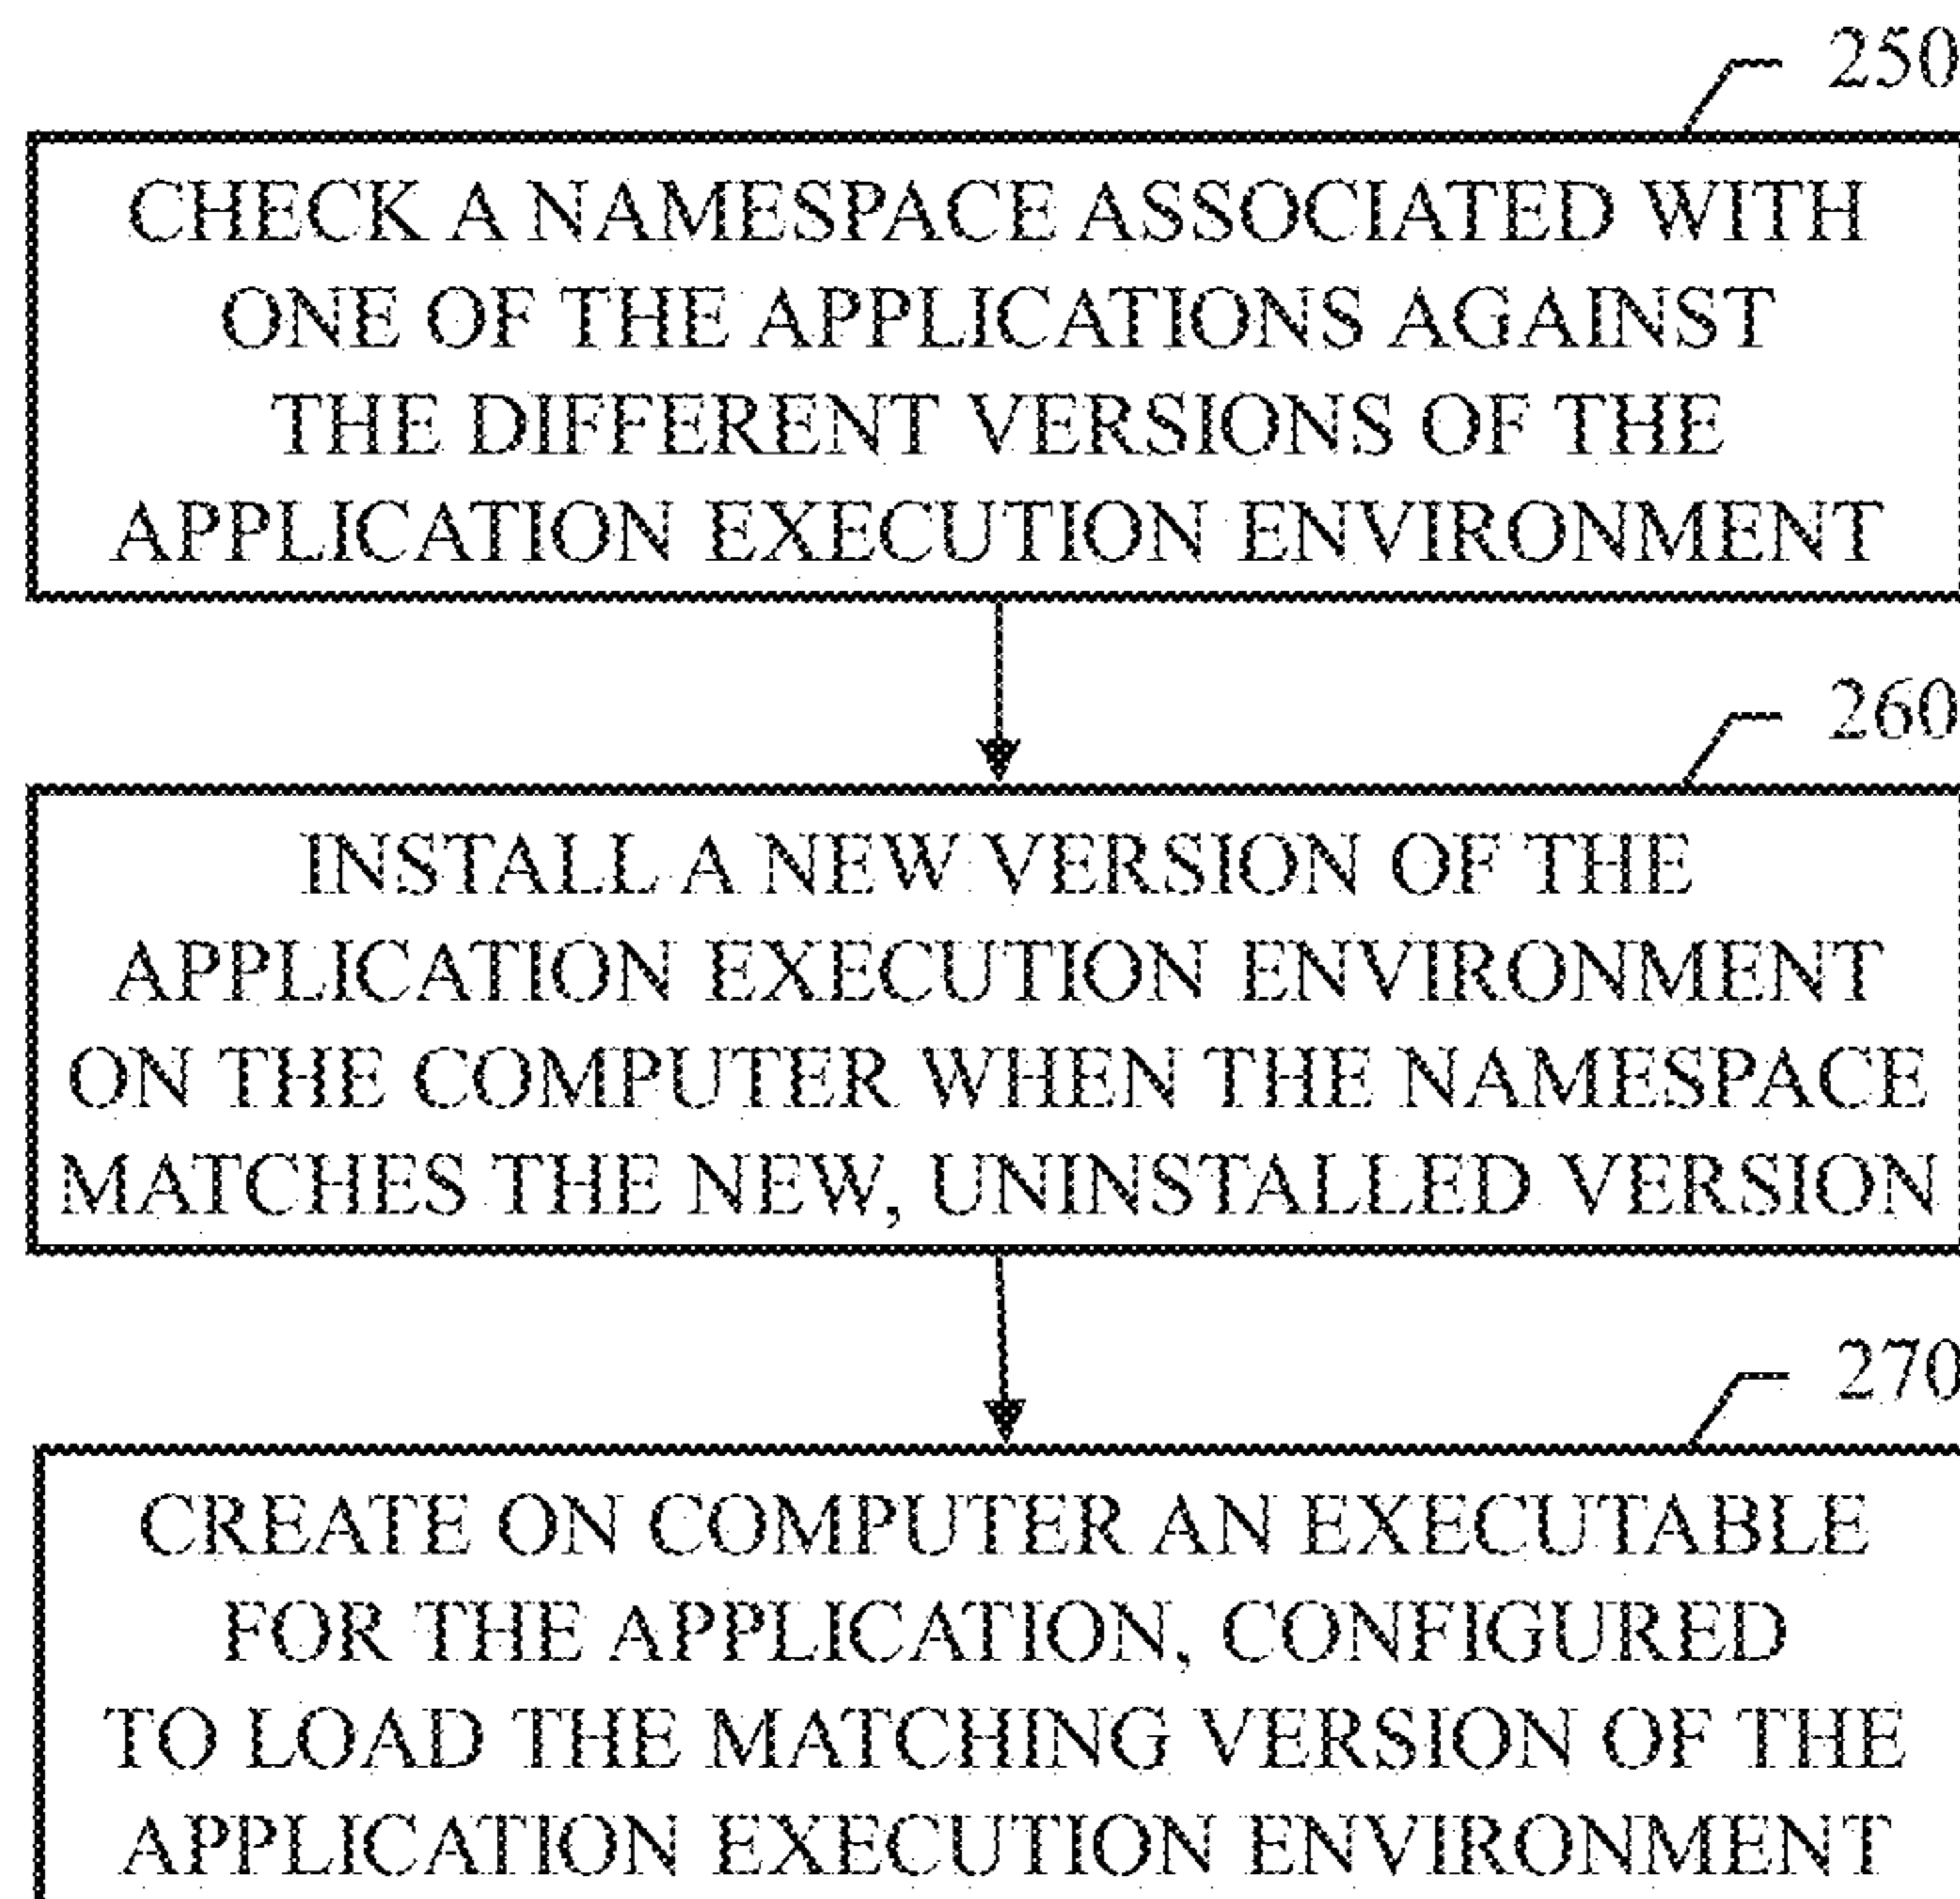 250
CHECK A NAMESPACE ASSOCIATED WITH
ONE OF THE APPLICATIONS AGAINST
THE DIFFERENT VERSIONS OF THE
APPLICATION EXECUTION ENVIRONMENT
260
INSTALL A NEW VERSION OF THE
APPLICATION EXECUTION ENVIRONMENT
ON THE COMPUTER WHEN THE NAMESPACE
MATCHES THE NEW, UNINSTALLED VERSION
270
CREATE ON COMPUTER AN EXECUTABLE
FOR THE APPLICATION, CONFIGURED
TO LOAD THE MATCHING VERSION OF THE
APPLICATION EXECUTION ENVIRONMENT